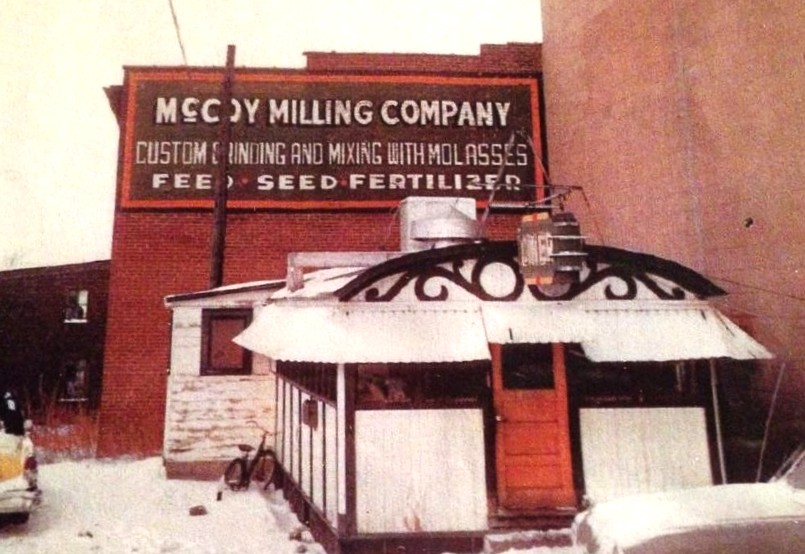 McCOY MILLING COMPANY
CUSTOM GRINDING AND MIXING WITH MOLASSES
FEED · SEED · FERTILIZER